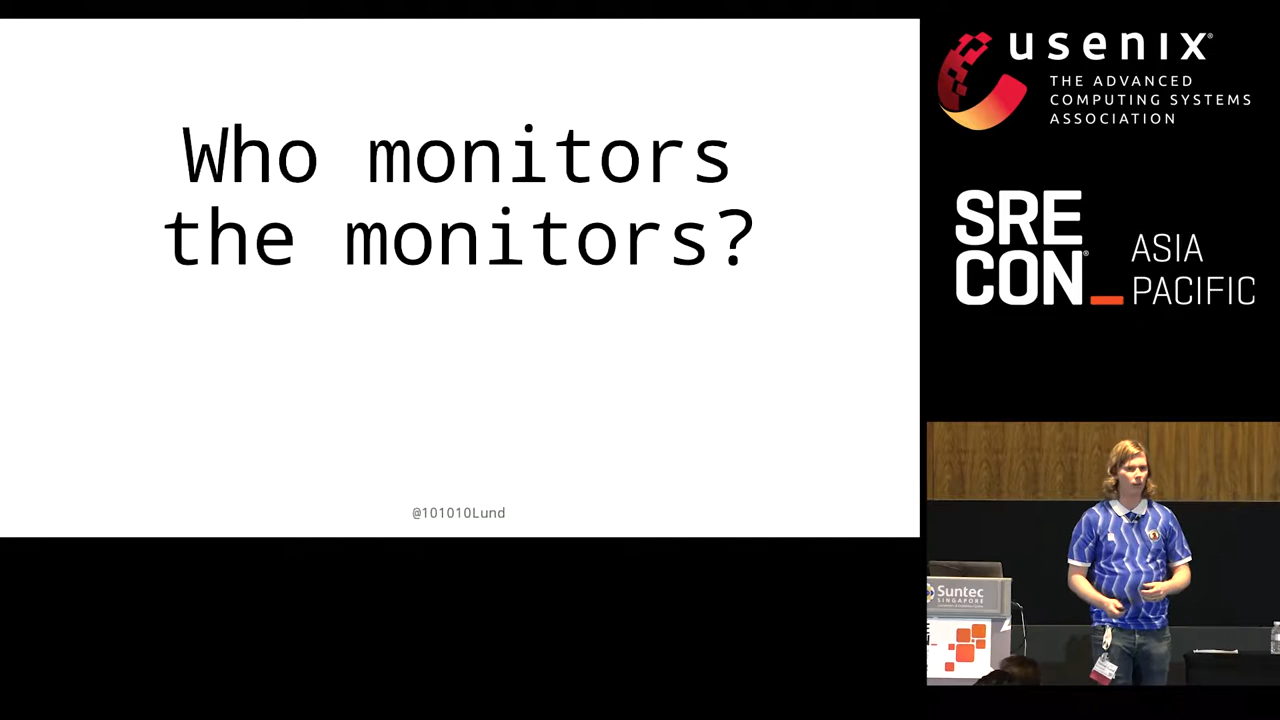 Who monitors
the monitors?
@101010Lund
usenix®
THE ADVANCED
COMPUTING SYSTEMS
ASSOCIATION
SRE
CON®_
ASIA
PACIFIC
Suntec
SINGAPORE